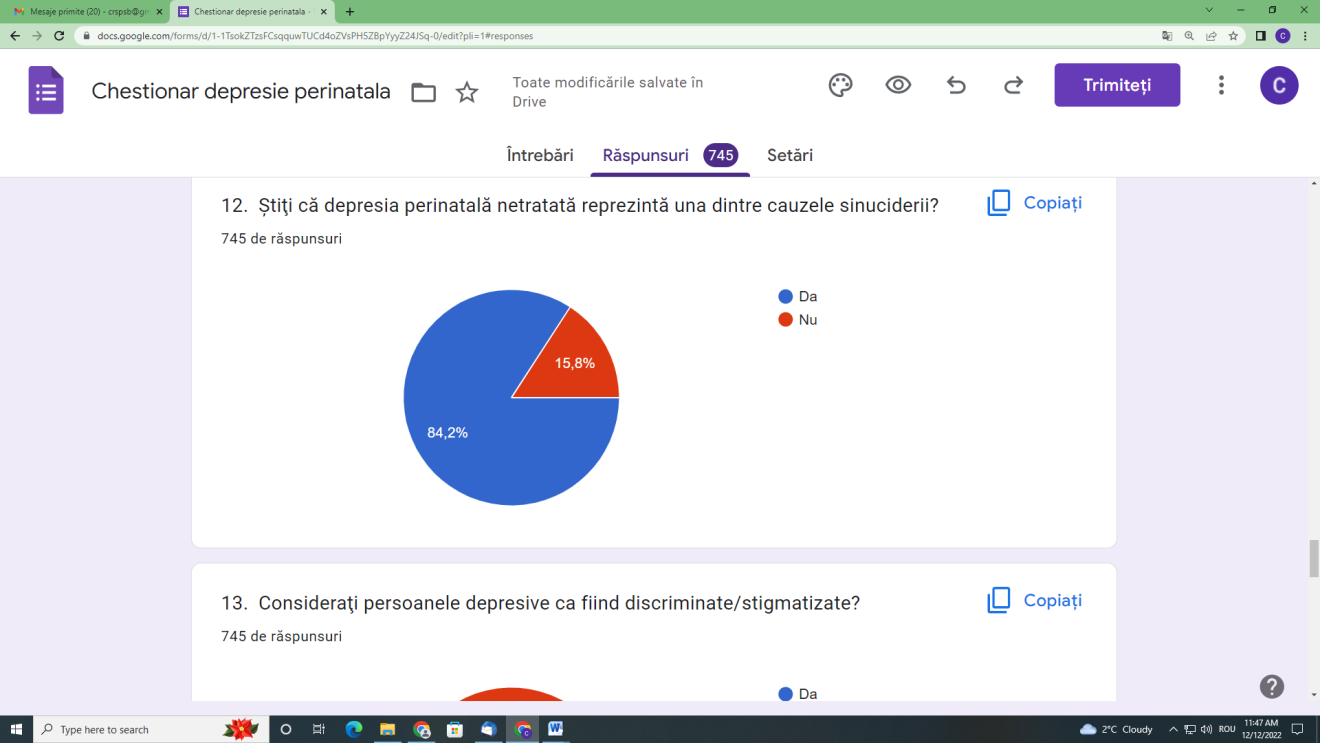 Mesaje primite (20) - crspsb@g
Chestionar depresie perinatala -
docs.google.com/forms/d/1-1TsokZTzsFCsqquwTUCd4oZVsPHSZBpYyyZ24JSq-0/edit?pli=1#responses
C
Chestionar depresie perinatala
Toate modificările salvate în
Drive
Trimiteți
C
Întrebări
Răspunsuri 745
Setări
12. Ştiţi că depresia perinatală netratată reprezintă una dintre cauzele sinuciderii?
Copiați
745 de răspunsuri
Da
Nu
15,8%
84,2%
13. Consideraţi persoanele depresive ca fiind discriminate/stigmatizate?
Copiați
745 de răspunsuri
Da
Type here to search
2°C Cloudy
ROU
11:47 AM
12/12/2022